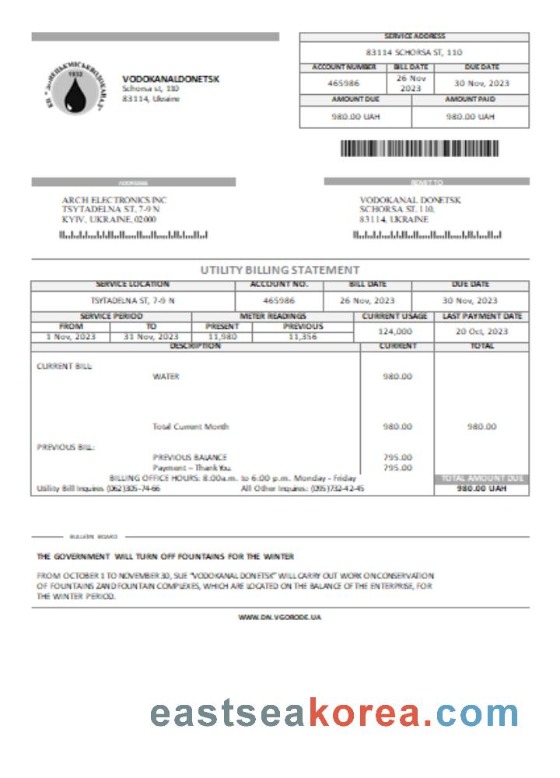 SERVICE ADDRESS
83114 SCHORSA ST, 110
ACCOUNT NUMBER BILL DATE DUE DATE
465986 26 Nov 2023 30 Nov, 2023
AMOUNT DUE AMOUNT PAID
980.00 UAH 980.00 UAH
КП "ДОНЕЦЬКМІСЬКВОДОКАНАЛ"
1932
VODOKANALDONETSK
Schorsa st, 110
83114, Ukraine
REMIT TO
ARCH ELECTRONICS INC
TSYTADELNA ST, 7-9 N
KYIV, UKRAINE, 02000
VODOKANAL DONETSK
SCHORSA ST, 110,
83114, UKRAINE
UTILITY BILLING STATEMENT
SERVICE LOCATION ACCOUNT NO. BILL DATE DUE DATE
TSYTADELNA ST, 7-9 N 465986 26 Nov, 2023 30 Nov, 2023
SERVICE PERIOD METER READINGS CURRENT USAGE LAST PAYMENT DATE
FROM TO PRESENT PREVIOUS 124,000 20 Oct, 2023
1 Nov, 2023 31 Nov, 2023 11,980 11,356
DESCRIPTION CURRENT TOTAL
CURRENT BILL:
WATER 980.00
Total Current Month 980.00 980.00
PREVIOUS BILL:
PREVIOUS BALANCE 795.00
Payment – Thank You 795.00
BILLING OFFICE HOURS: 8:00a.m. to 6:00 p.m. Monday - Friday TOTAL AMOUNT DUE
Utility Bill Inquires (062)305-74-66 All Other Inquires: (095)732-42-45 980.00 UAH
BULLETIN BOARD
THE GOVERNMENT WILL TURN OFF FOUNTAINS FOR THE WINTER
FROM OCTOBER 1 TO NOVEMBER 30, SUE "VODOKANAL DONETSK" WILL CARRY OUT WORK ON CONSERVATION
OF FOUNTAINS ZAND FOUNTAIN COMPLEXES, WHICH ARE LOCATED ON THE BALANCE OF THE ENTERPRISE, FOR
THE WINTER PERIOD.
WWW.DN.VGORODE.UA
eastseakorea.com